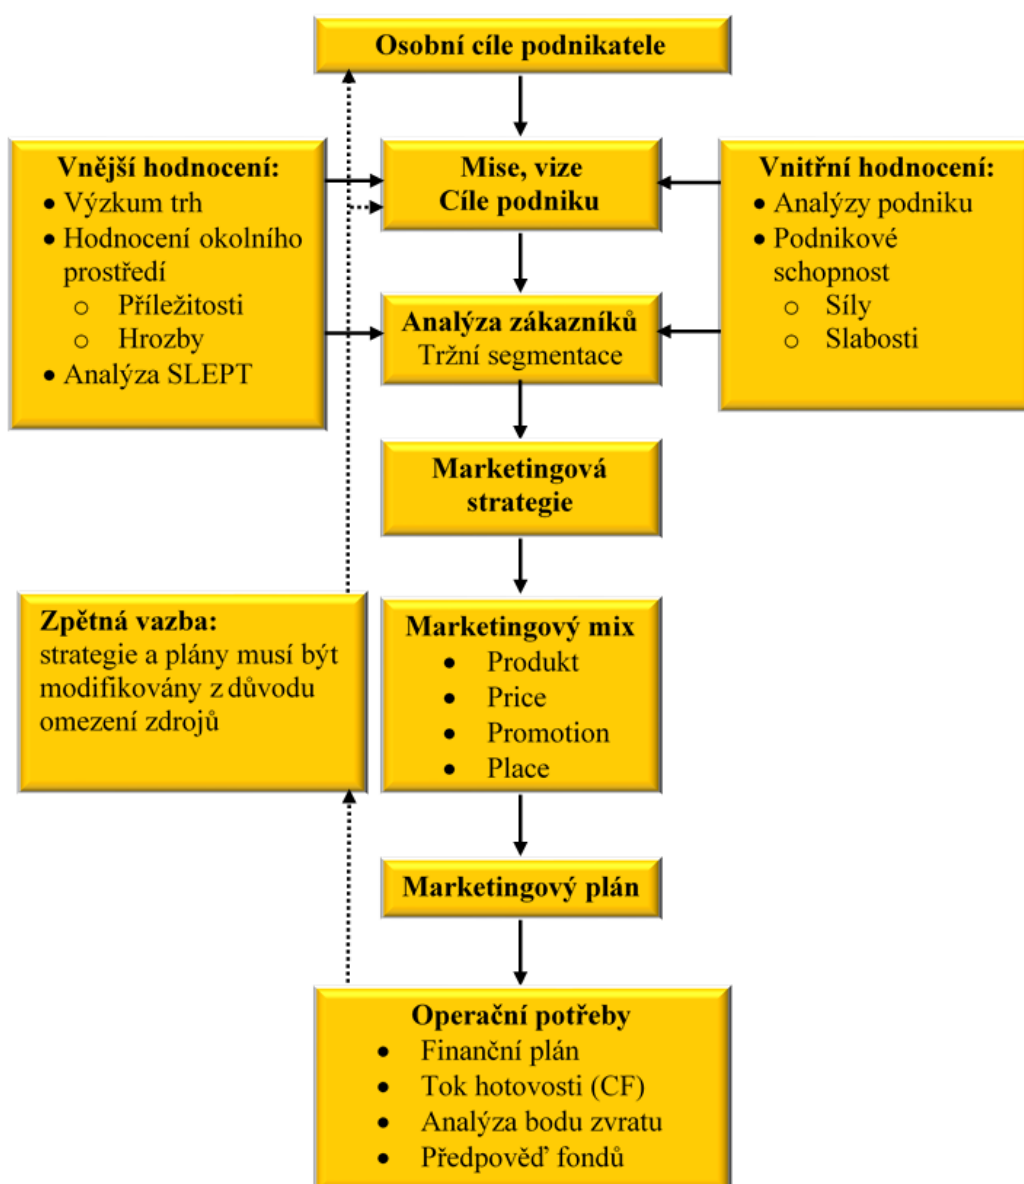 Osobní cíle podnikatele
Vnější hodnocení:
• Výzkum trh
• Hodnocení okolního
prostředí
o Příležitosti
o Hrozby
• Analýza SLEPT
Mise, vize
Cíle podniku
Vnitřní hodnocení:
• Analýzy podniku
• Podnikové
schopnost
o Síly
o Slabosti
Analýza zákazníků
Tržní segmentace
Marketingová
strategie
Zpětná vazba:
strategie a plány musí být
modifikovány z důvodu
omezení zdrojů
Marketingový mix
• Produkt
• Price
• Promotion
• Place
Marketingový plán
Operační potřeby
• Finanční plán
• Tok hotovosti (CF)
• Analýza bodu zvratu
• Předpověď fondů